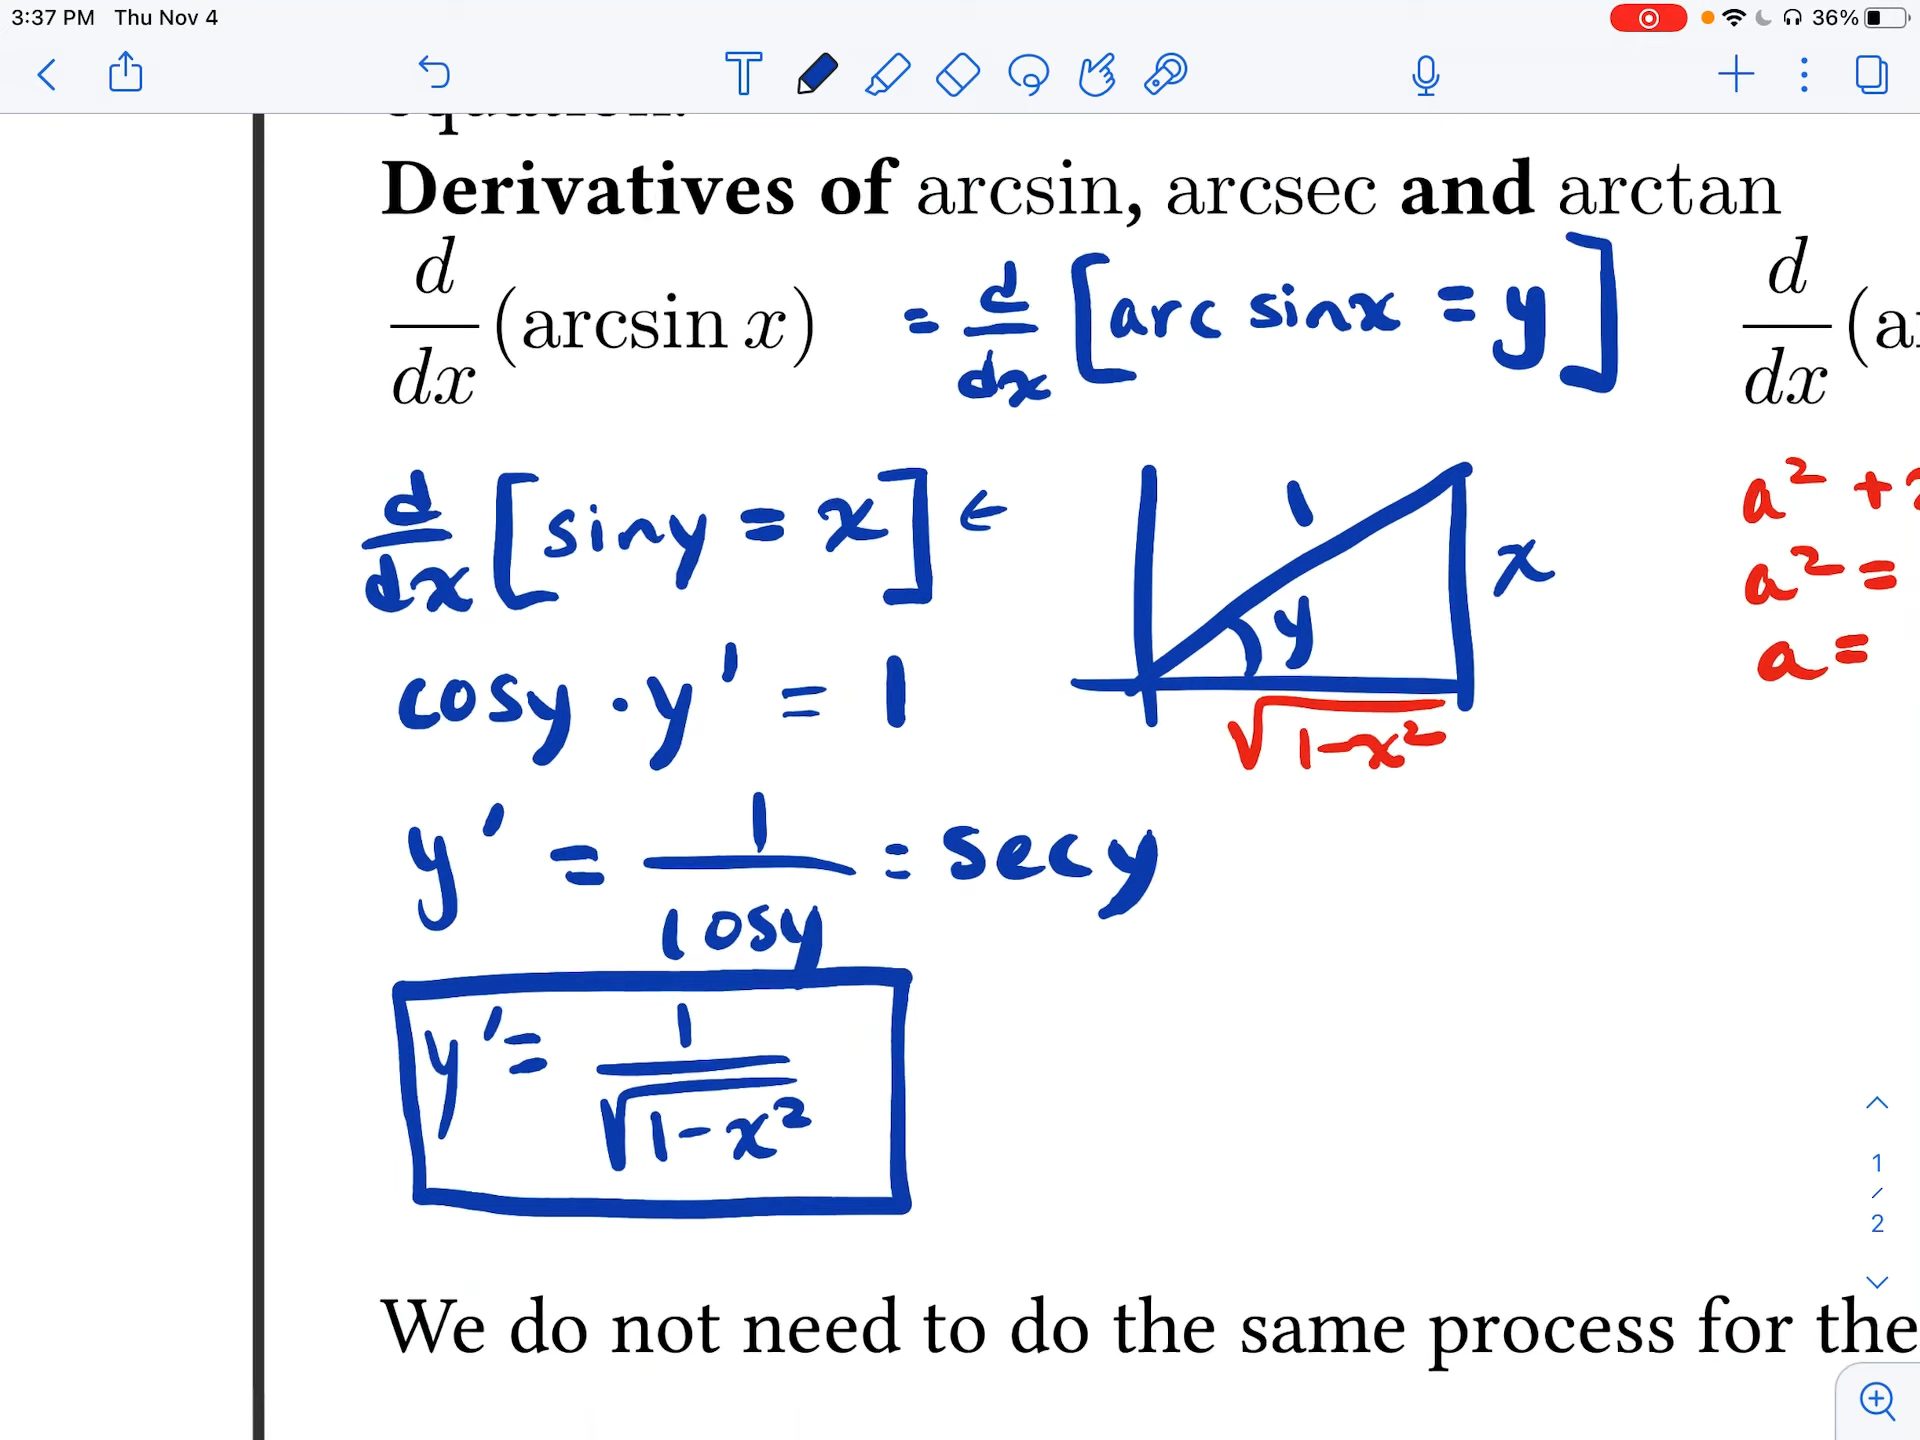 3:37 PM Thu Nov 4
36%
Derivatives of arcsin, arcsec and arctan
d/dx (arcsin x) = d/dx [arc sinx = y]
d/dx
d/dx [siny = x] ←
1
x
y
√1-x²
a² +
a² =
a =
cosy · y' = 1
y' = 1/cosy = secy
y' = 1/√1-x²
1
/
2
We do not need to do the same process for the